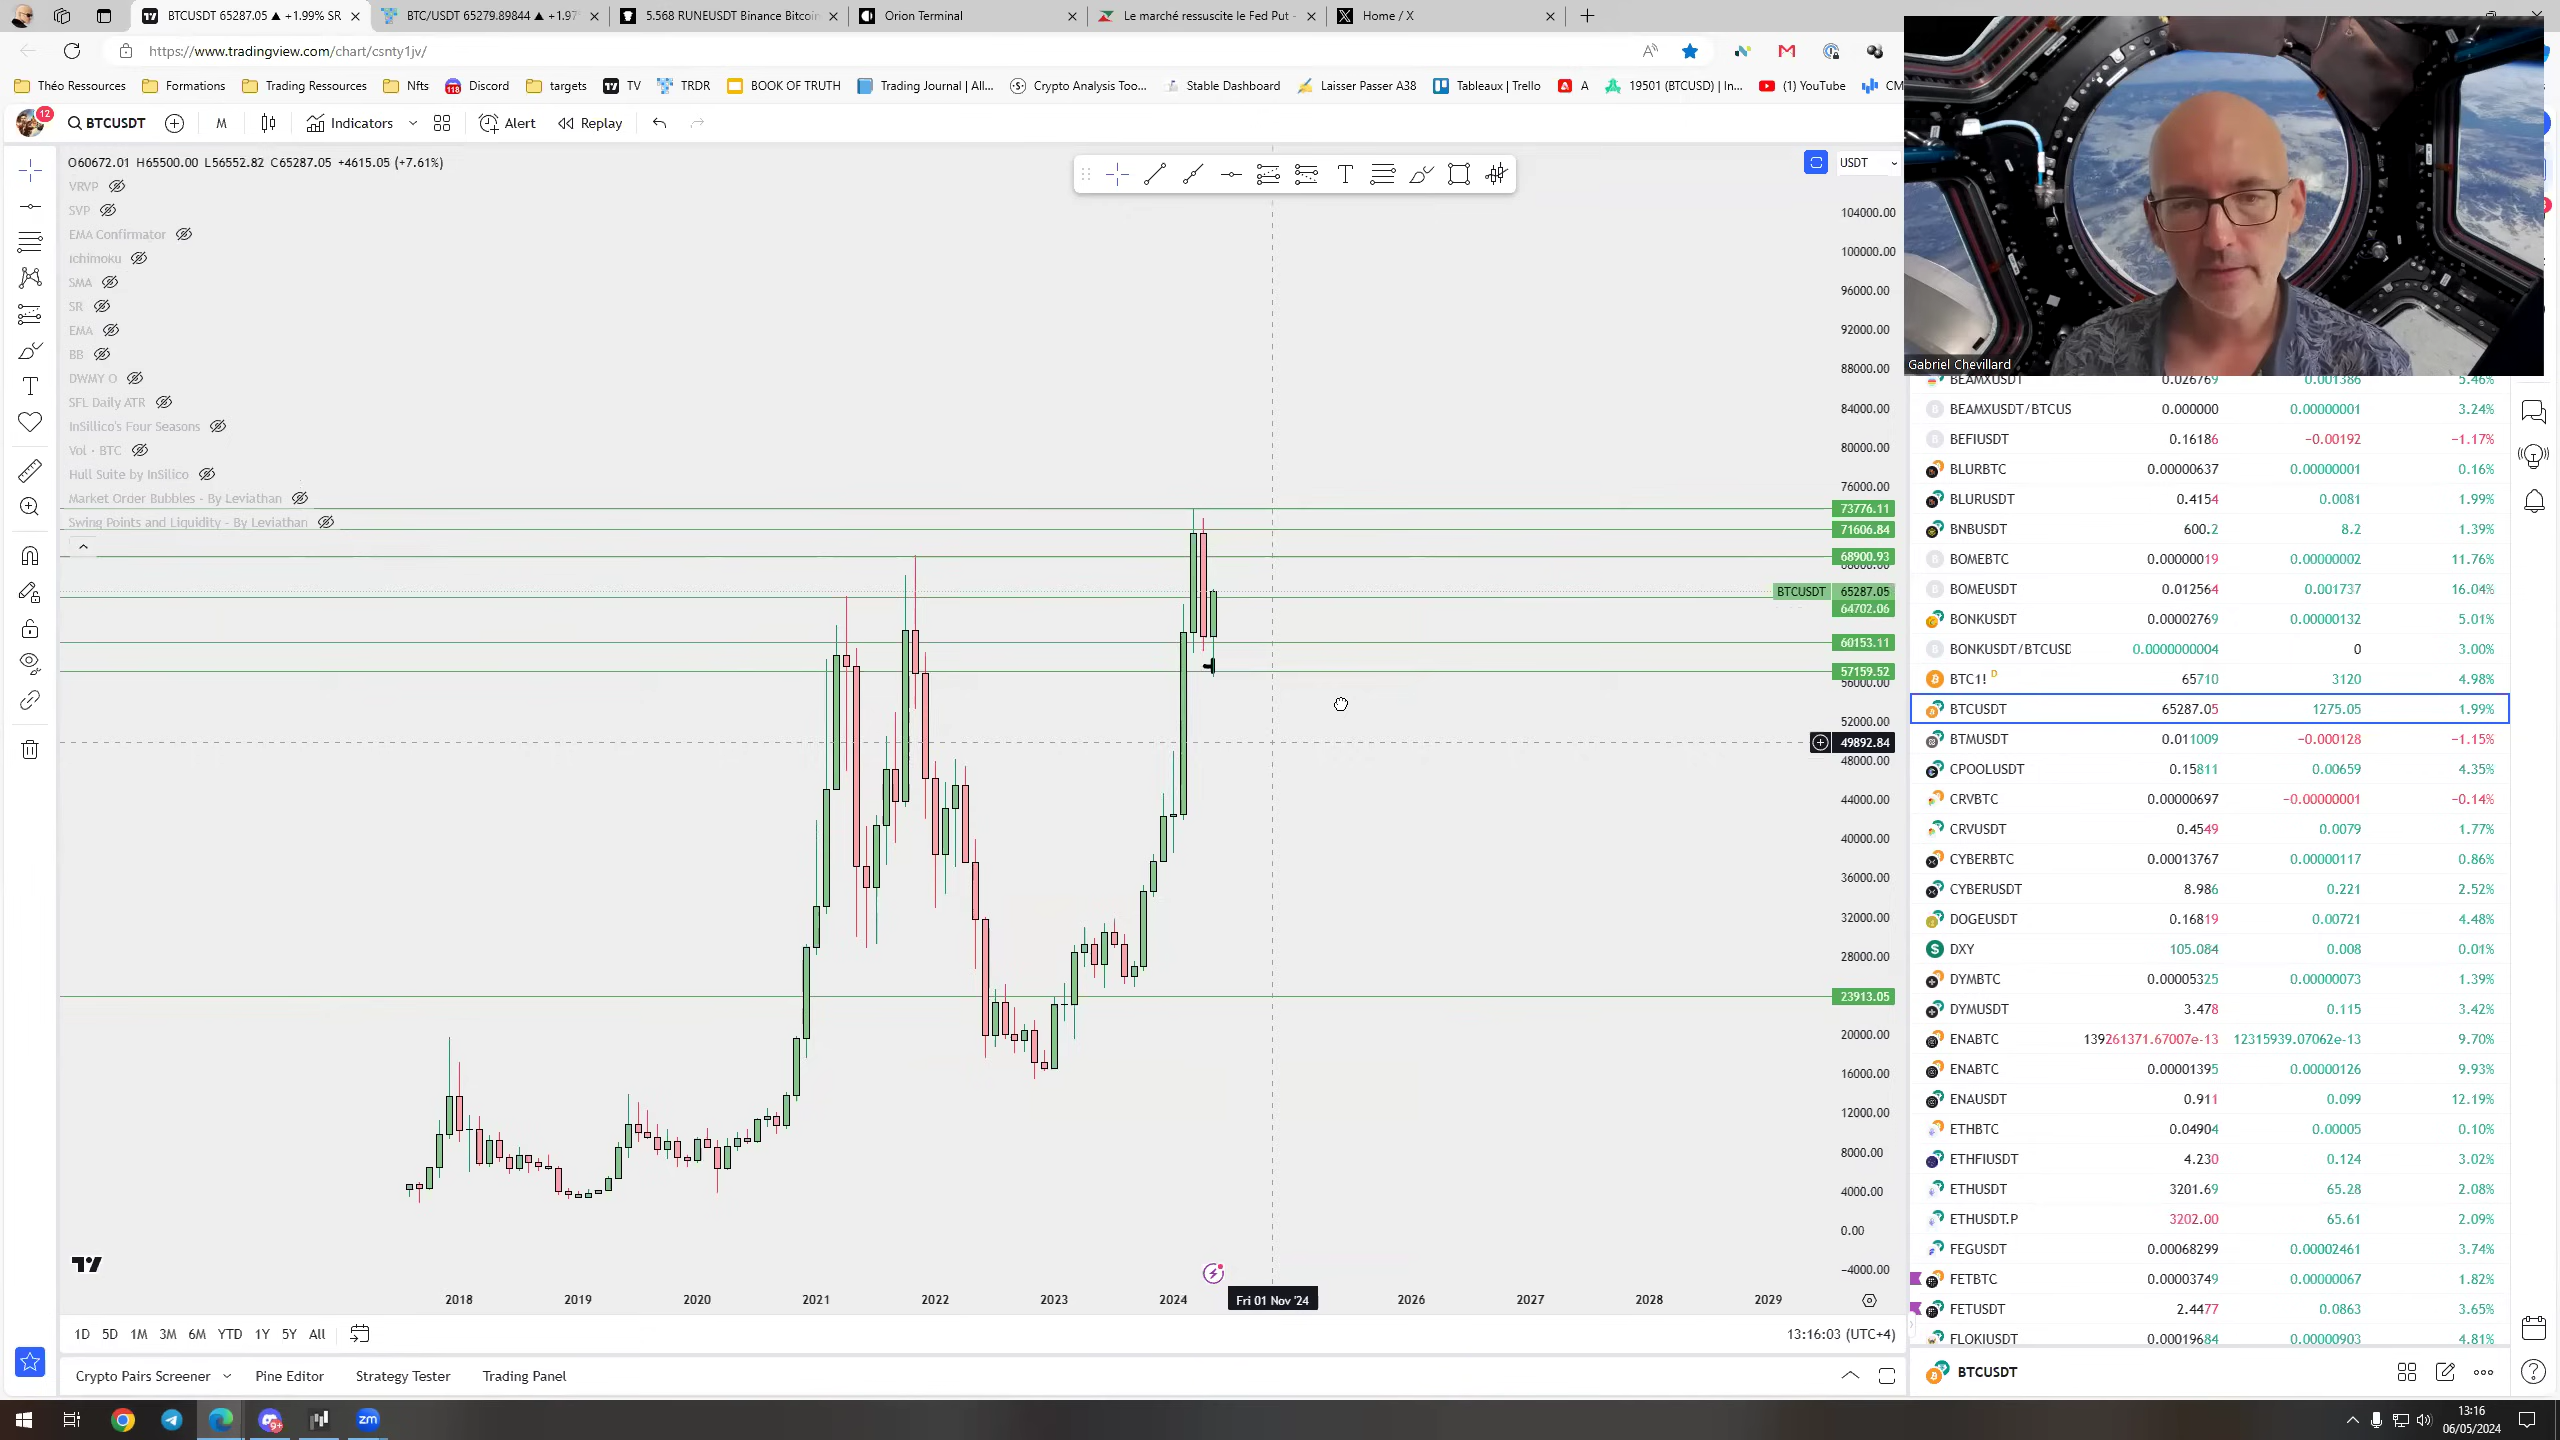 BTCUSDT 65287.05 ▲ +1.99% SR
BTC/USDT 65279.89844 ▲ +1.97
5.568 RUNEUSDT Binance Bitcoin
Orion Terminal
Le marché ressuscite le Fed Put -
Home / X
https://www.tradingview.com/chart/csnty1jv/
Théo Ressources
Formations
Trading Ressources
Nfts
Discord
targets
TV
TRDR
BOOK OF TRUTH
Trading Journal | All...
Crypto Analysis Too...
Stable Dashboard
Laisser Passer A38
Tableaux | Trello
A
19501 (BTCUSD) | In...
(1) YouTube
CM
12
BTCUSDT
M
Indicators
Alert
Replay
O60672.01 H65500.00 L56552.82 C65287.05 +4615.05 (+7.61%)
VRVP
SVP
EMA Confirmator
Ichimoku
SMA
SR
EMA
BB
DWMY O
SFL Daily ATR
InSilico's Four Seasons
Vol · BTC
Hull Suite by InSilico
Market Order Bubbles - By Leviathan
Swing Points and Liquidity - By Leviathan
USDT
104000.00
100000.00
96000.00
92000.00
88000.00
84000.00
80000.00
76000.00
73776.11
71606.84
68900.93
BTCUSDT 65287.05
64702.06
60153.11
57159.52
56000.00
52000.00
49892.84
48000.00
44000.00
40000.00
36000.00
32000.00
28000.00
23913.05
20000.00
16000.00
12000.00
8000.00
4000.00
0.00
−4000.00
2018 2019 2020 2021 2022 2023 2024 Fri 01 Nov '24 2026 2027 2028 2029
1D 5D 1M 3M 6M YTD 1Y 5Y All
13:16:03 (UTC+4)
Crypto Pairs Screener
Pine Editor
Strategy Tester
Trading Panel
Gabriel Chevillard
BEAMXUSDT 0.026769 0.001386 5.46%
BEAMXUSDT/BTCUS 0.000000 0.00000001 3.24%
BEFIUSDT 0.16186 −0.00192 −1.17%
BLURBTC 0.00000637 0.00000001 0.16%
BLURUSDT 0.4154 0.0081 1.99%
BNBUSDT 600.2 8.2 1.39%
BOMEBTC 0.00000019 0.00000002 11.76%
BOMEUSDT 0.012564 0.001737 16.04%
BONKUSDT 0.00002769 0.00000132 5.01%
BONKUSDT/BTCUSD 0.0000000004 0 3.00%
BTC1! D 65710 3120 4.98%
BTCUSDT 65287.05 1275.05 1.99%
BTMUSDT 0.011009 −0.000128 −1.15%
CPOOLUSDT 0.15811 0.00659 4.35%
CRVBTC 0.00000697 −0.00000001 −0.14%
CRVUSDT 0.4549 0.0079 1.77%
CYBERBTC 0.00013767 0.00000117 0.86%
CYBERUSDT 8.986 0.221 2.52%
DOGEUSDT 0.16819 0.00721 4.48%
DXY 105.084 0.008 0.01%
DYMBTC 0.00005325 0.00000073 1.39%
DYMUSDT 3.478 0.115 3.42%
ENABTC 139261371.67007e-13 12315939.07062e-13 9.70%
ENABTC 0.00001395 0.00000126 9.93%
ENAUSDT 0.911 0.099 12.19%
ETHBTC 0.04904 0.00005 0.10%
ETHFIUSDT 4.230 0.124 3.02%
ETHUSDT 3201.69 65.28 2.08%
ETHUSDT.P 3202.00 65.61 2.09%
FEGUSDT 0.00068299 0.00002461 3.74%
FETBTC 0.00003749 0.00000067 1.82%
FETUSDT 2.4477 0.0863 3.65%
FLOKIUSDT 0.00019684 0.00000903 4.81%
BTCUSDT
zm
13:16
06/05/2024